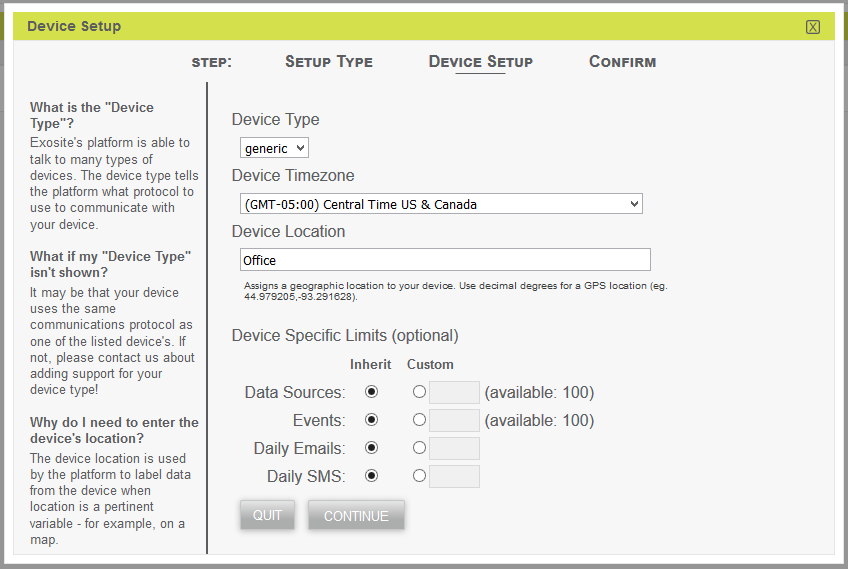 Device Setup X
STEP: SETUP TYPE DEVICE SETUP CONFIRM
What is the "Device
Type"?
Exosite's platform is able to
talk to many types of
devices. The device type tells
the platform what protocol to
use to communicate with
your device.
What if my "Device Type"
isn't shown?
It may be that your device
uses the same
communications protocol as
one of the listed device's. If
not, please contact us about
adding support for your
device type!
Why do I need to enter the
device's location?
The device location is used
by the platform to label data
from the device when
location is a pertinent
variable - for example, on a
map.
Device Type
generic
Device Timezone
(GMT-05:00) Central Time US & Canada
Device Location
Office
Assigns a geographic location to your device. Use decimal degrees for a GPS location (eg.
44.979205,-93.291628).
Device Specific Limits (optional)
Inherit Custom
Data Sources: (available: 100)
Events: (available: 100)
Daily Emails:
Daily SMS:
QUIT CONTINUE